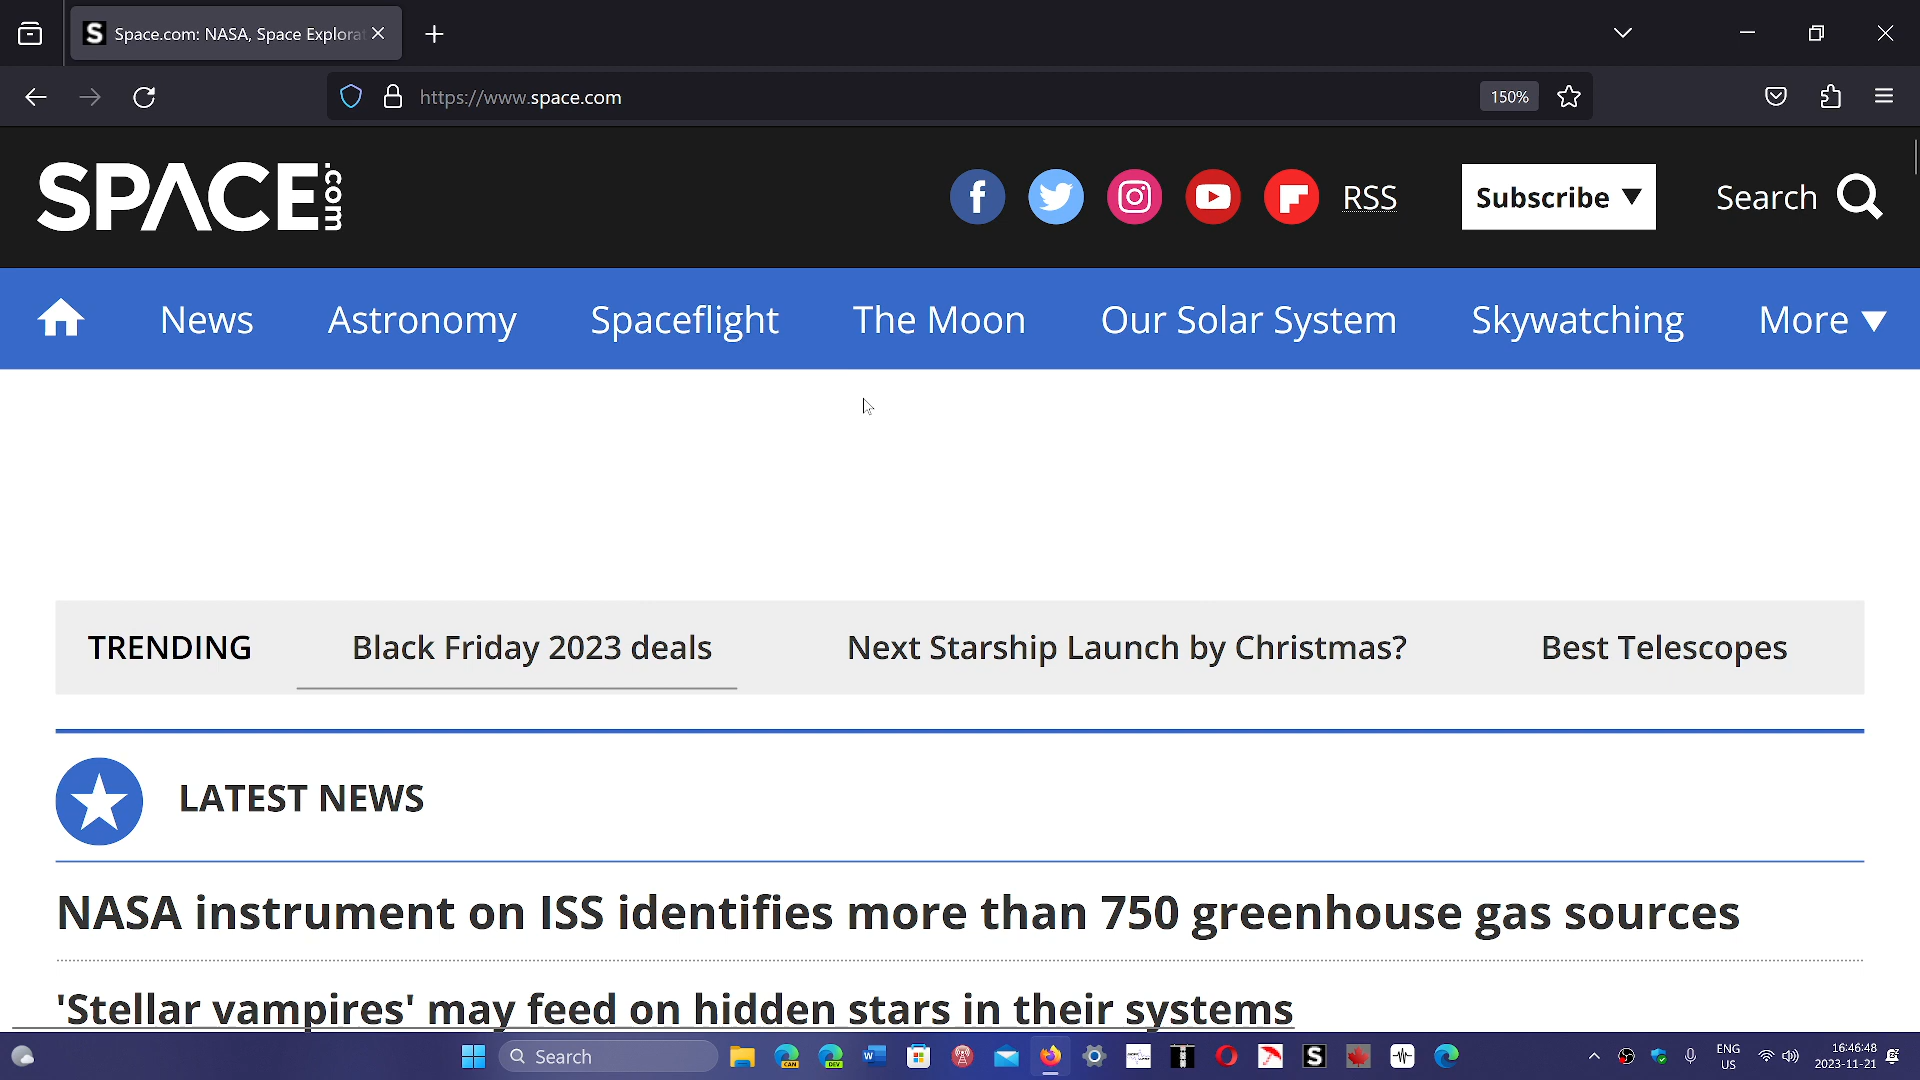 Space.com: NASA, Space Explorat
https://www.space.com
150%
SPACE.com
RSS
Subscribe ▼
Search
News
Astronomy
Spaceflight
The Moon
Our Solar System
Skywatching
More ▼
TRENDING
Black Friday 2023 deals
Next Starship Launch by Christmas?
Best Telescopes
LATEST NEWS
NASA instrument on ISS identifies more than 750 greenhouse gas sources
'Stellar vampires' may feed on hidden stars in their systems
Search
CAN
DEV
ENG
US
16:46:48
2023-11-21